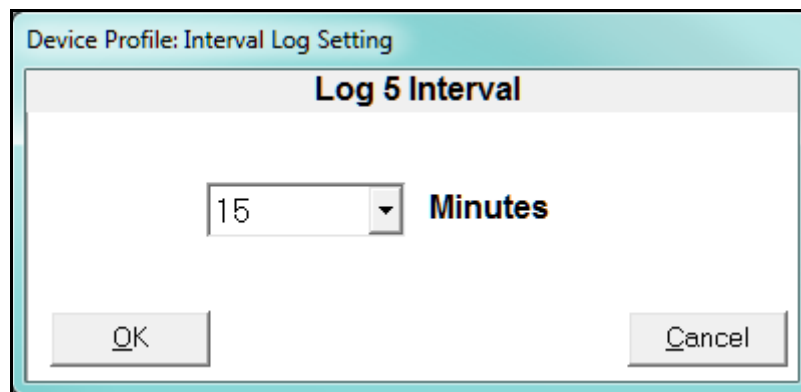 Device Profile: Interval Log Setting
Log 5 Interval
15 Minutes
OK Cancel